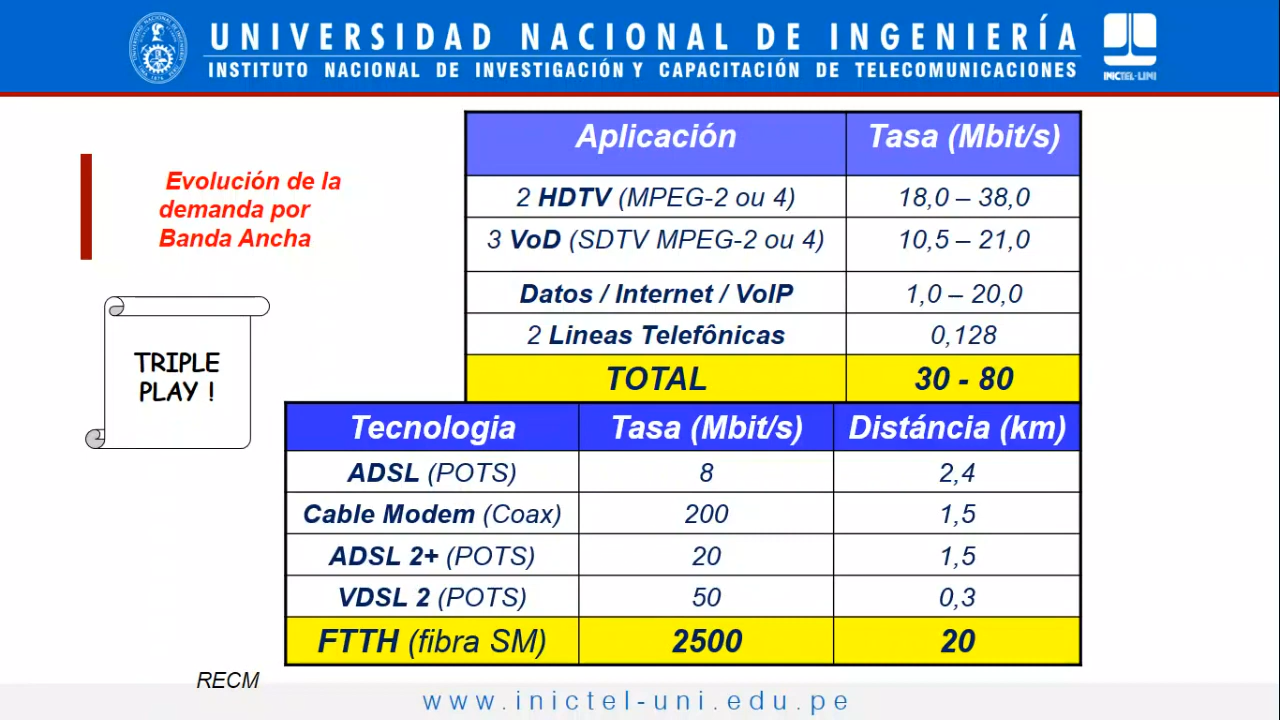 UNIVERSIDAD NACIONAL DE INGENIERÍA
INSTITUTO NACIONAL DE INVESTIGACIÓN Y CAPACITACIÓN DE TELECOMUNICACIONES
INICTEL-UNI
Evolución de la
demanda por
Banda Ancha
TRIPLE
PLAY !
Aplicación Tasa (Mbit/s)
2 HDTV (MPEG-2 ou 4) 18,0 – 38,0
3 VoD (SDTV MPEG-2 ou 4) 10,5 – 21,0
Datos / Internet / VoIP 1,0 – 20,0
2 Lineas Telefônicas 0,128
TOTAL 30 - 80
Tecnologia Tasa (Mbit/s) Distáncia (km)
ADSL (POTS) 8 2,4
Cable Modem (Coax) 200 1,5
ADSL 2+ (POTS) 20 1,5
VDSL 2 (POTS) 50 0,3
FTTH (fibra SM) 2500 20
RECM
www.inictel-uni.edu.pe